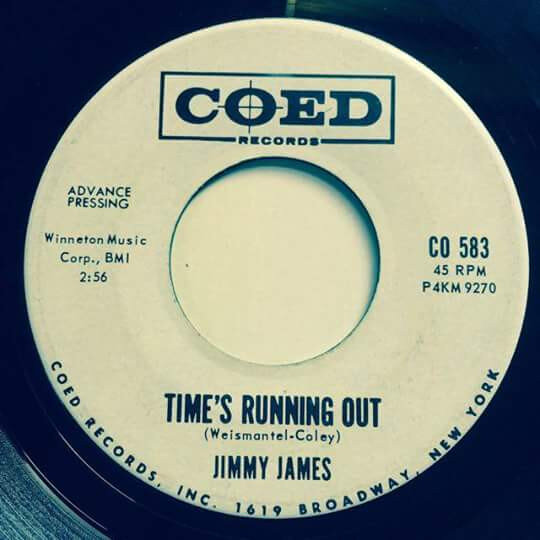 COED
RECORDS
ADVANCE
PRESSING
Winneton Music
Corp., BMI
2:56
CO 583
45 RPM
P4KM 9270
TIME'S RUNNING OUT
(Weismantel-Coley)
JIMMY JAMES
COED RECORDS, INC. 1619 BROADWAY, NEW YORK